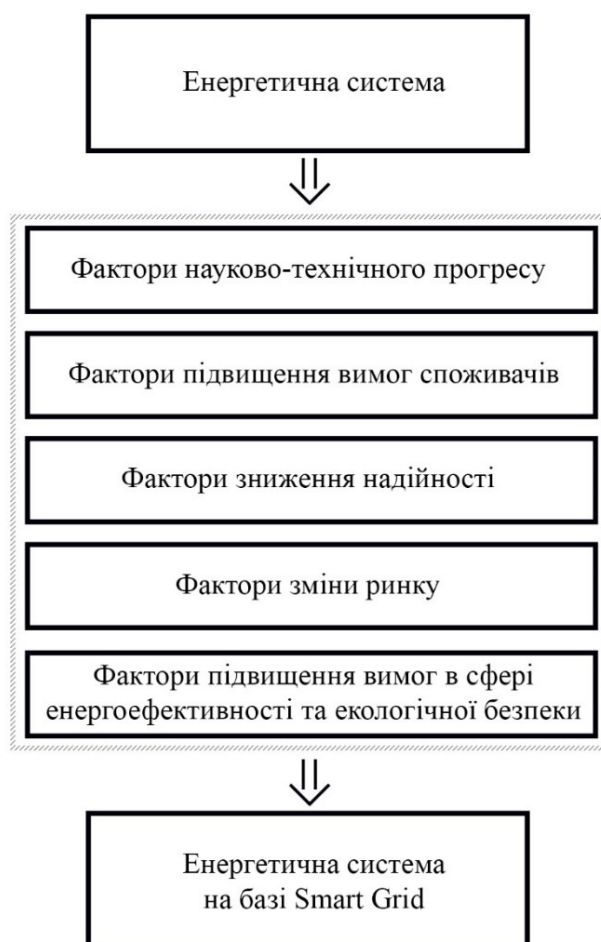 Енергетична система
Фактори науково-технічного прогресу
Фактори підвищення вимог споживачів
Фактори зниження надійності
Фактори зміни ринку
Фактори підвищення вимог в сфері
енергоефективності та екологічної безпеки
Енергетична система
на базі Smart Grid